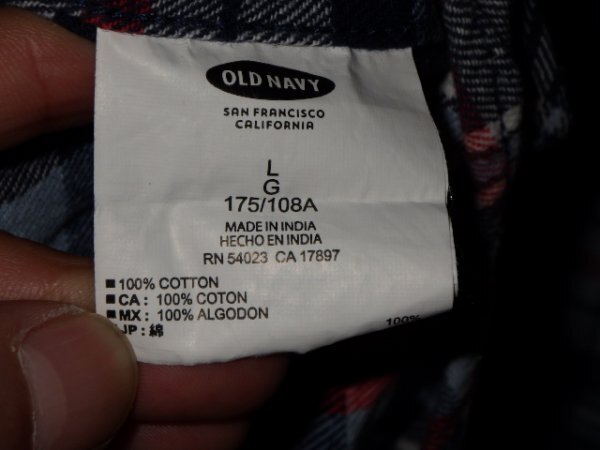 OLD NAVY
SAN FRANCISCO
CALIFORNIA
L
G
175/108A
MADE IN INDIA
HECHO EN INDIA
RN 54023 CA 17897
■100% COTTON
■CA: 100% COTON
■MX: 100% ALGODON
JP: 綿
100%